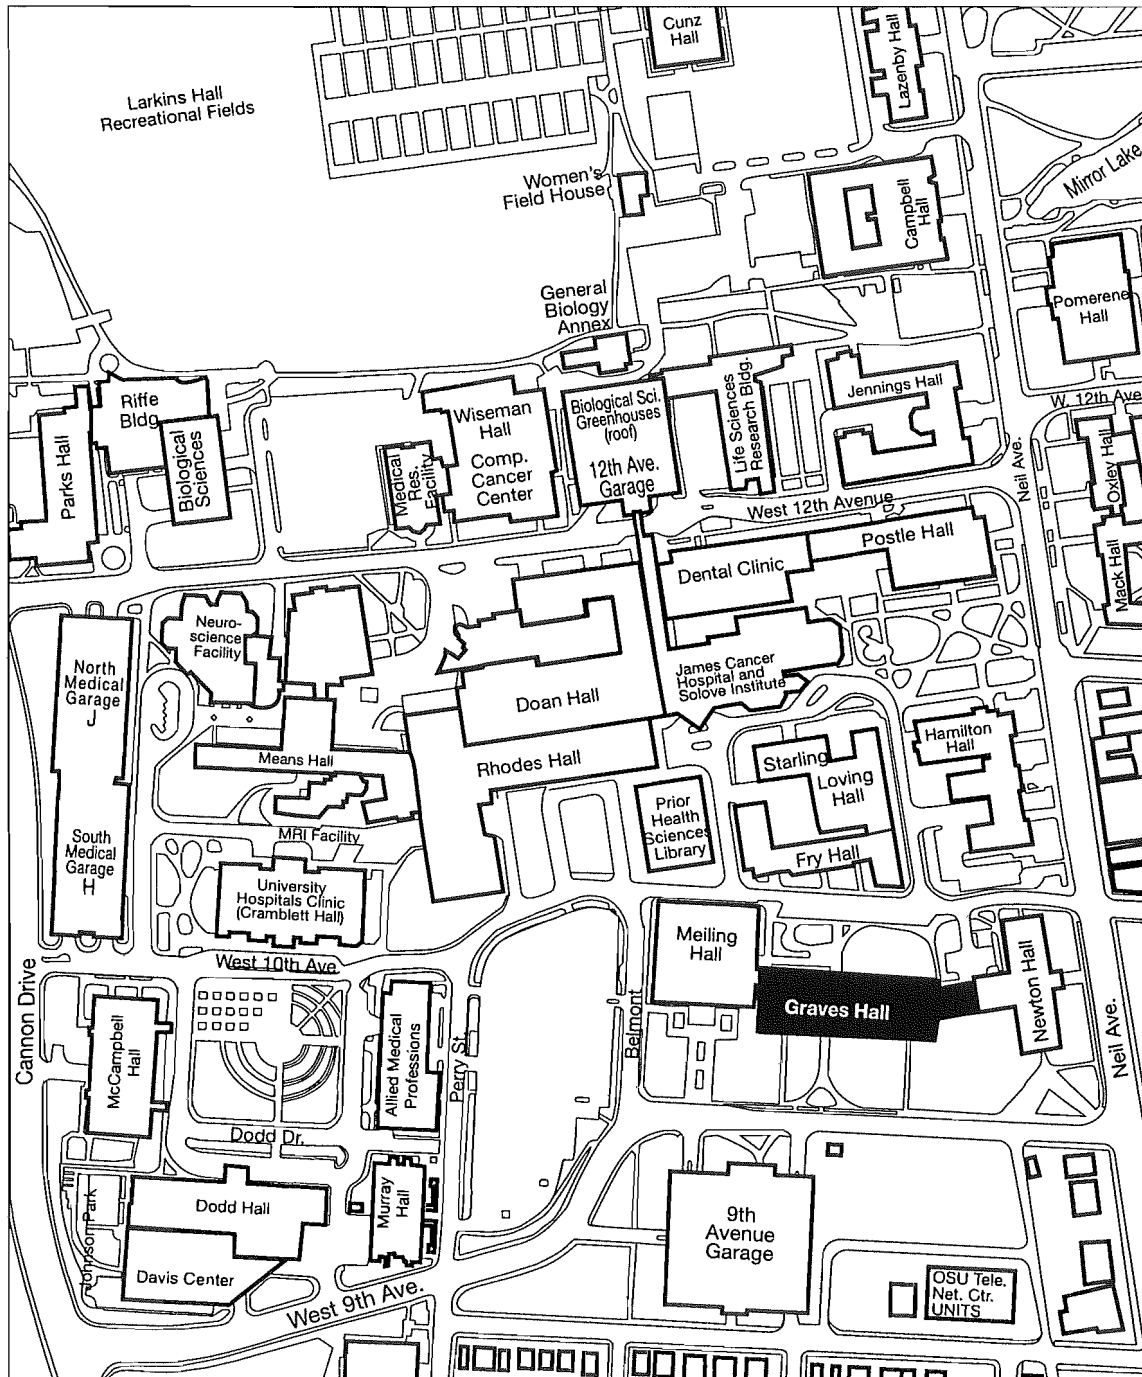 Cunz
Hall
Lazenby Hall
Larkins Hall
Recreational Fields
Women's
Field House
Campbell
Hall
Mirror Lake
General
Biology
Annex
Pomerene
Hall
Riffe
Bldg.
Biological
Sciences
Parks Hall
Wiseman
Hall
Comp.
Cancer
Center
Medical
Res.
Facility
Biological Sci.
Greenhouses
(roof)
12th Ave.
Garage
Life Sciences
Research Bldg.
Jennings Hall
W. 12th Ave
Oxley Hall
Neil Ave.
West 12th Avenue
Mack Hall
Postle Hall
Dental Clinic
Neuro-
science
Facility
North
Medical
Garage
J
James Cancer
Hospital and
Solove Institute
Doan Hall
Means Hall
Rhodes Hall
Starling
Loving
Hall
Hamilton
Hall
Prior
Health
Sciences
Library
MRI Facility
South
Medical
Garage
H
Fry Hall
University
Hospitals Clinic
(Cramblett Hall)
Meiling
Hall
West 10th Ave.
Cannon Drive
Graves Hall
Newton Hall
Neil Ave.
Belmont
McCampbell
Hall
Allied Medical
Professions
Perry St.
Dodd Dr.
Murray
Hall
Dodd Hall
Johnson Park
Davis Center
West 9th Ave.
9th
Avenue
Garage
OSU Tele.
Net. Ctr.
UNITS